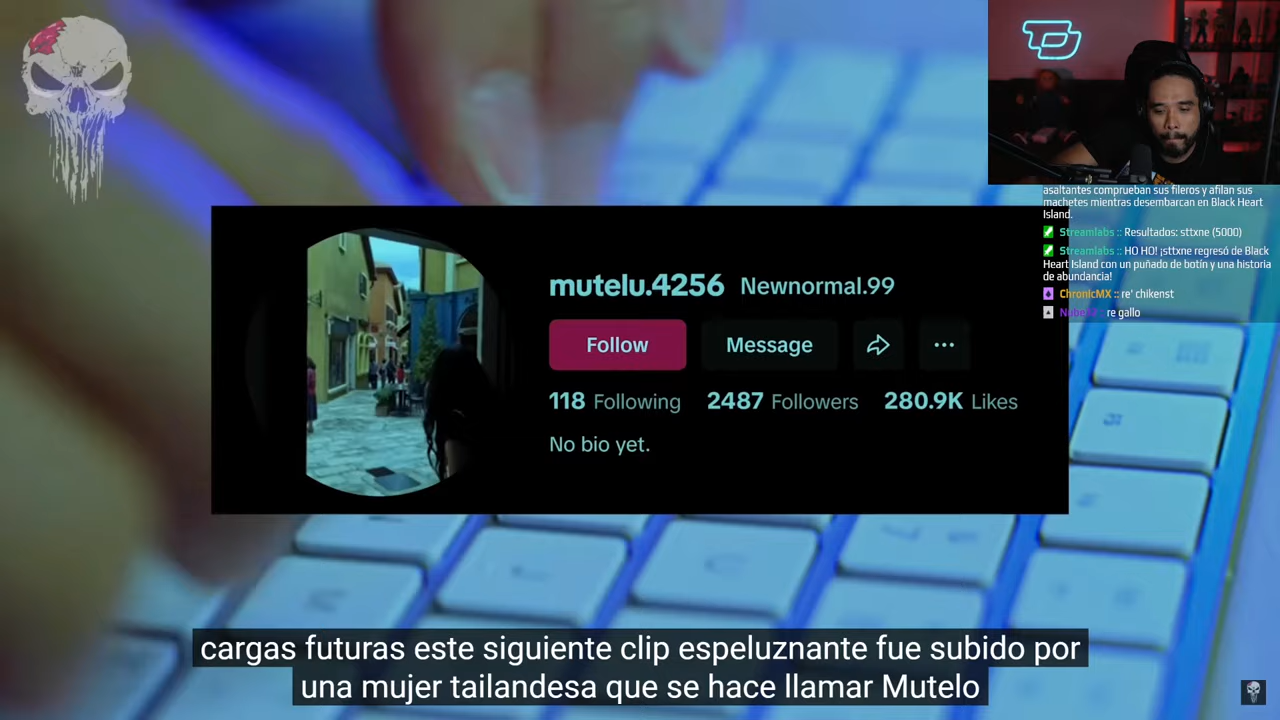 mutelu.4256 Newnormal.99
Follow Message
118 Following 2487 Followers 280.9K Likes
No bio yet.
asaltantes comprueban sus fileros y afilan sus
machetes mientras desembarcan en Black Heart
Island.
Streamlabs :: Resultados: sttxne (5000)
Streamlabs :: HO HO! ¡sttxne regresó de Black
Heart Island con un puñado de botín y una historia
de abundancia!
ChronicMX :: re' chikenst
re gallo
cargas futuras este siguiente clip espeluznante fue subido por
una mujer tailandesa que se hace llamar Mutelo